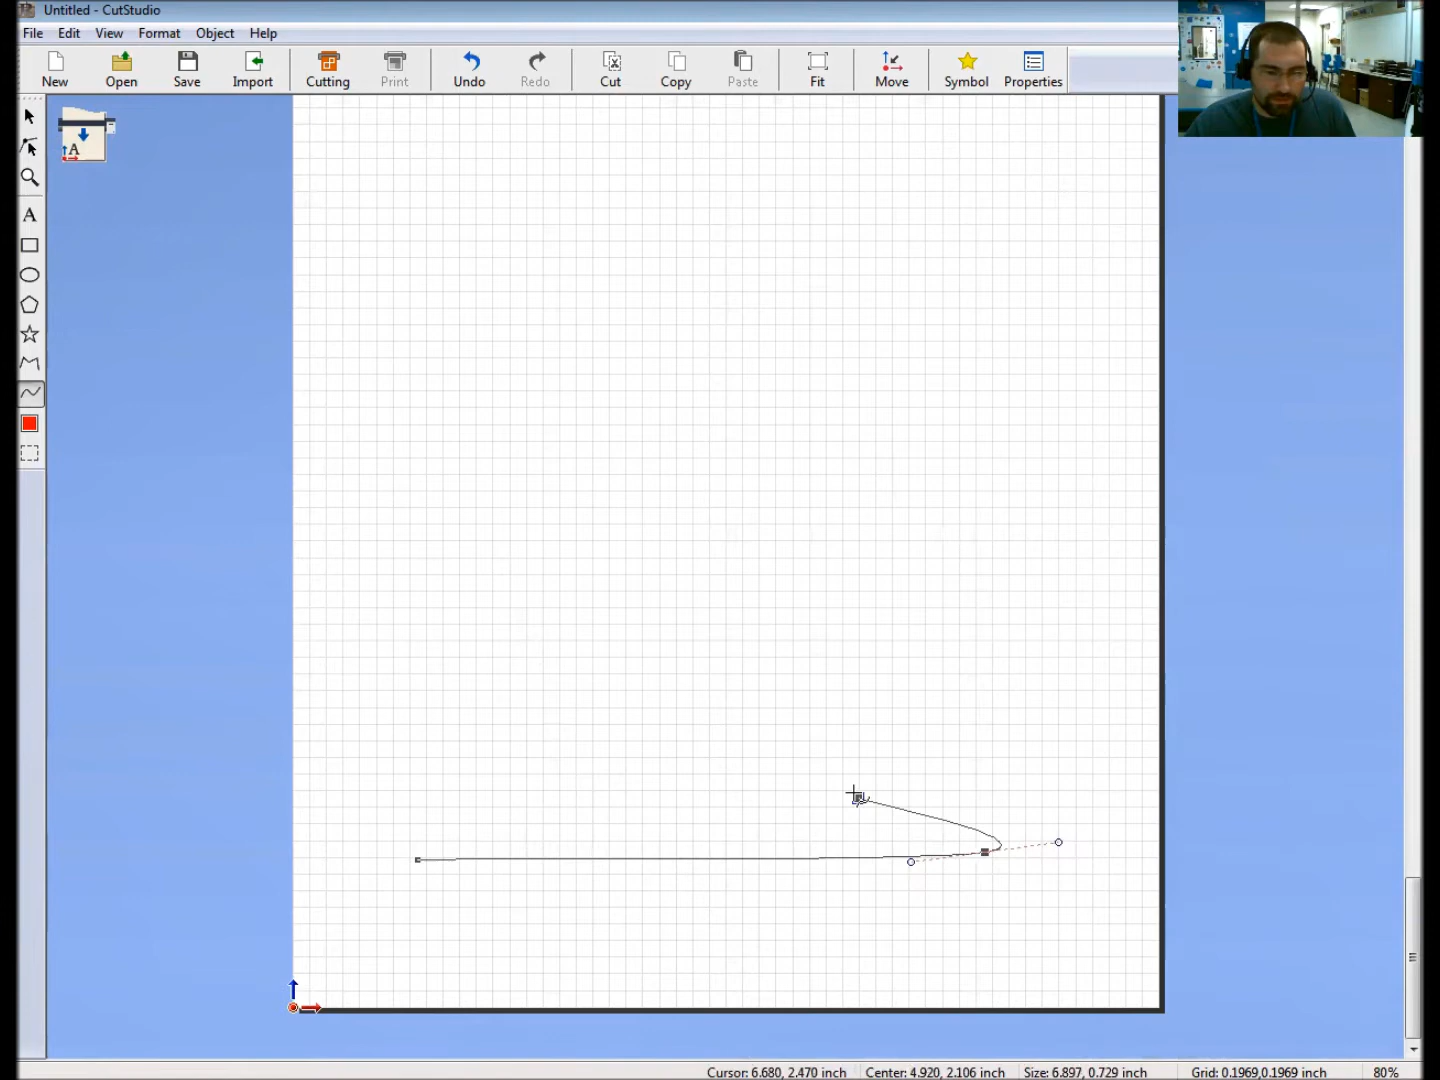 Untitled - CutStudio
File Edit View Format Object Help
New Open Save Import Cutting Print Undo Redo Cut Copy Paste Fit Move Symbol Properties
A
A
Cursor: 6.680, 2.470 inch Center: 4.920, 2.106 inch Size: 6.897, 0.729 inch Grid: 0.1969,0.1969 inch 80%